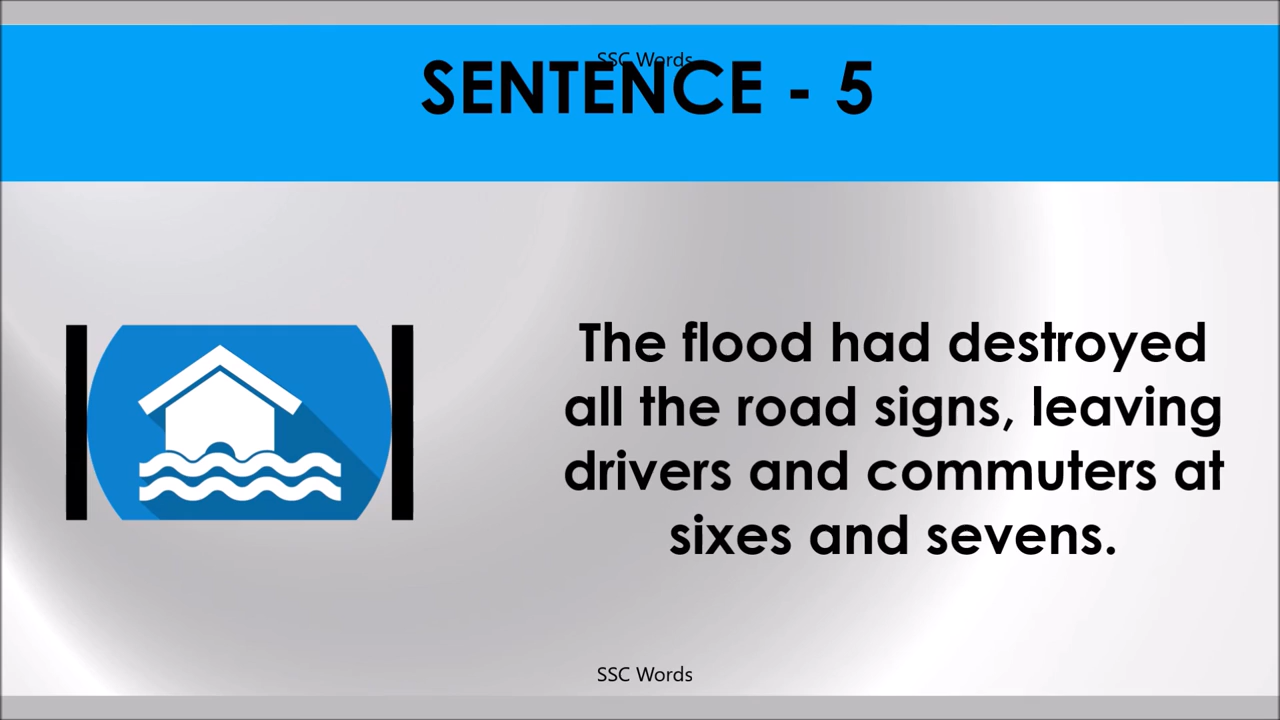 SSC Words
SENTENCE - 5
The flood had destroyed
all the road signs, leaving
drivers and commuters at
sixes and sevens.
SSC Words